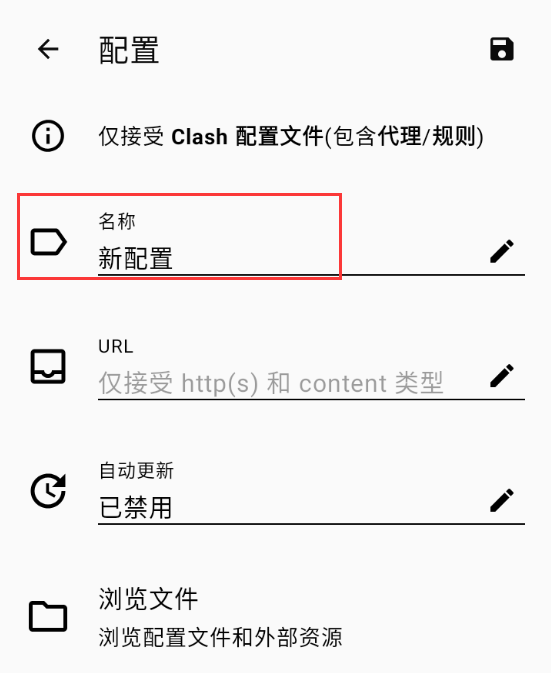 配置
仅接受 Clash 配置文件(包含代理/规则)
名称
新配置
URL
仅接受 http(s) 和 content 类型
自动更新
已禁用
浏览文件
浏览配置文件和外部资源